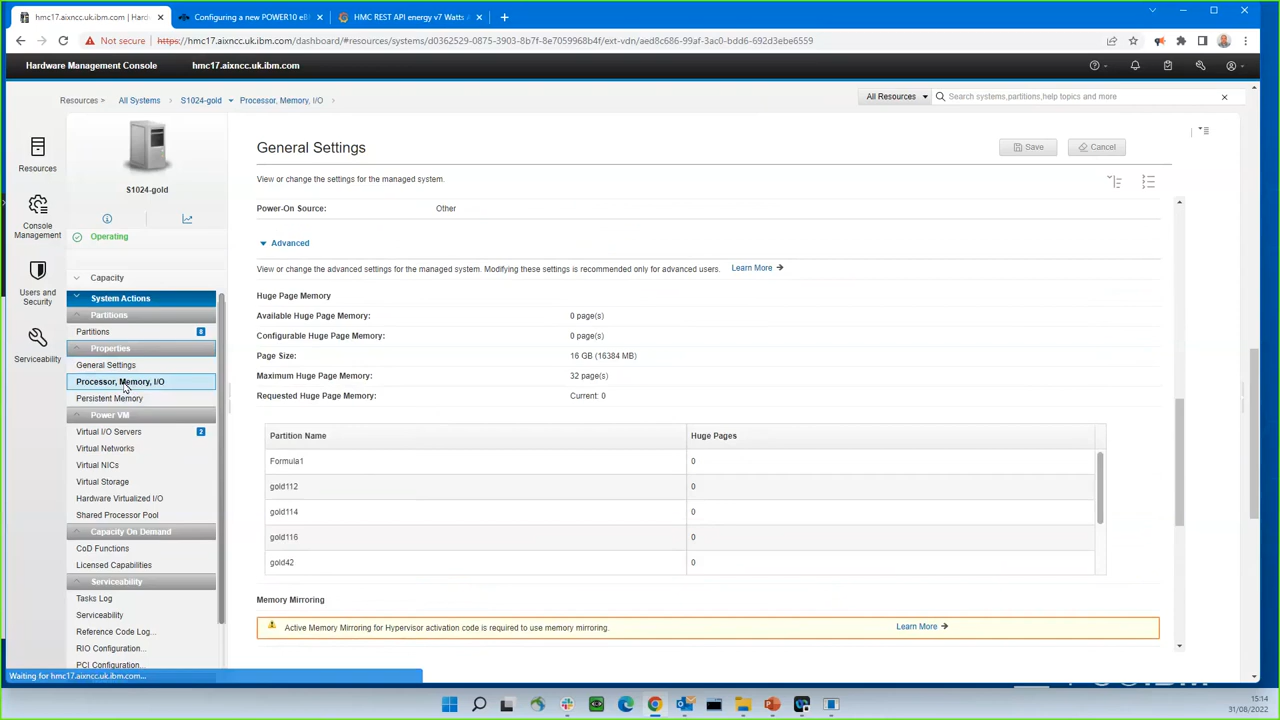 hmc17.aixncc.uk.ibm.com | Hard
Configuring a new POWER10 eB
HMC REST API energy v7 Watts
Not secure
https://hmc17.aixncc.uk.ibm.com/dashboard/#resources/systems/d0362529-0875-3903-8b7f-8e7059968b4f/ext-vdn/aed8c686-99af-3ac0-bdd6-692d3ebe6559
Hardware Management Console
hmc17.aixncc.uk.ibm.com
Resources >
All Systems
S1024-gold
Processor, Memory, I/O
All Resources
Search systems,partitions,help topics and more
Resources
Console
Management
Users and
Security
Serviceability
S1024-gold
Operating
Capacity
System Actions
Partitions
Partitions 8
Properties
General Settings
Processor, Memory, I/O
Persistent Memory
Power VM
Virtual I/O Servers 2
Virtual Networks
Virtual NICs
Virtual Storage
Hardware Virtualized I/O
Shared Processor Pool
Capacity On Demand
CoD Functions
Licensed Capabilities
Serviceability
Tasks Log
Serviceability
Reference Code Log...
RIO Configuration...
PCI Configuration...
General Settings
Save
Cancel
View or change the settings for the managed system.
Power-On Source: Other
Advanced
View or change the advanced settings for the managed system. Modifying these settings is recommended only for advanced users. Learn More
Huge Page Memory
Available Huge Page Memory: 0 page(s)
Configurable Huge Page Memory: 0 page(s)
Page Size: 16 GB (16384 MB)
Maximum Huge Page Memory: 32 page(s)
Requested Huge Page Memory: Current: 0
Partition Name Huge Pages
Formula1 0
gold112 0
gold114 0
gold116 0
gold42 0
Memory Mirroring
Active Memory Mirroring for Hypervisor activation code is required to use memory mirroring. Learn More
Waiting for hmc17.aixncc.uk.ibm.com...
15:14
31/08/2022